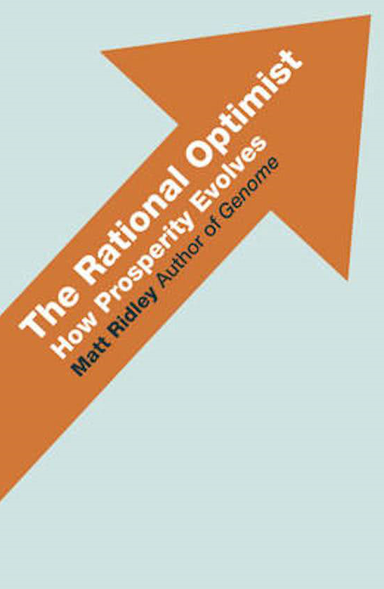 The Rational Optimist
How Prosperity Evolves
Matt Ridley Author of Genome